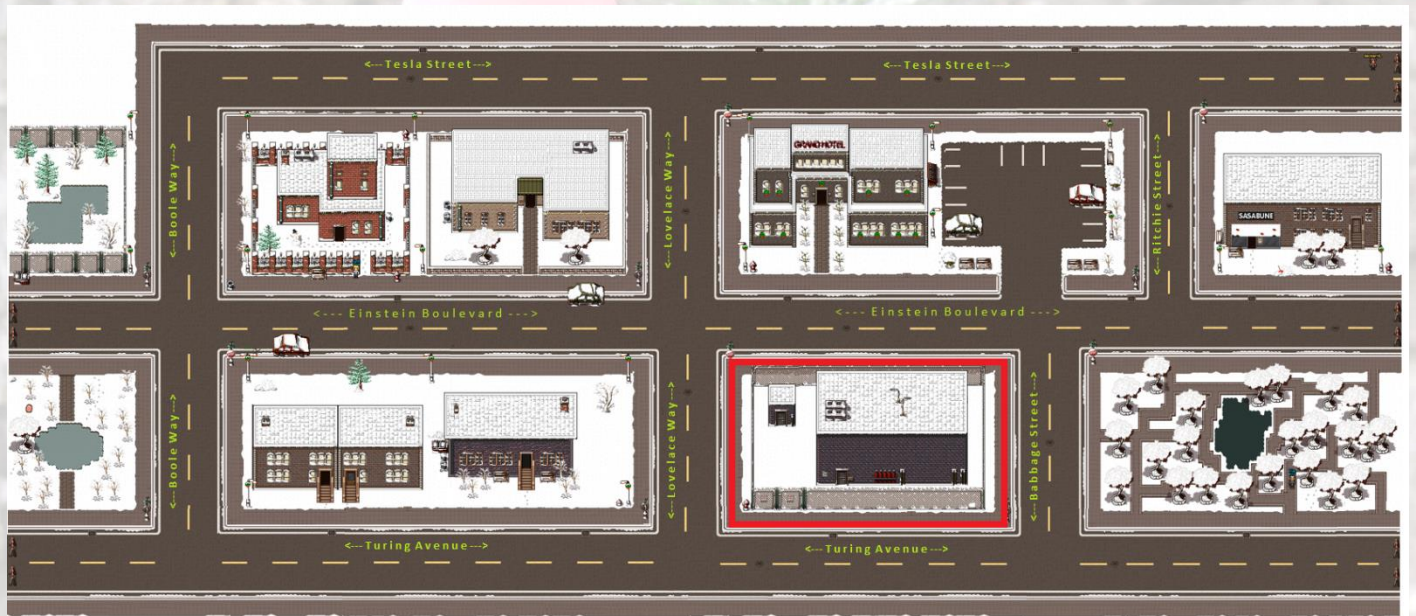 <---Tesla Street--->
<---Tesla Street--->
<---Boole Way--->
<---Lovelace Way--->
GRAND HOTEL
<---Ritchie Street--->
SASABUNE
<--- Einstein Boulevard --->
<--- Einstein Boulevard --->
<---Boole Way--->
<---Lovelace Way--->
<---Babbage Street--->
<---Turing Avenue--->
<---Turing Avenue--->